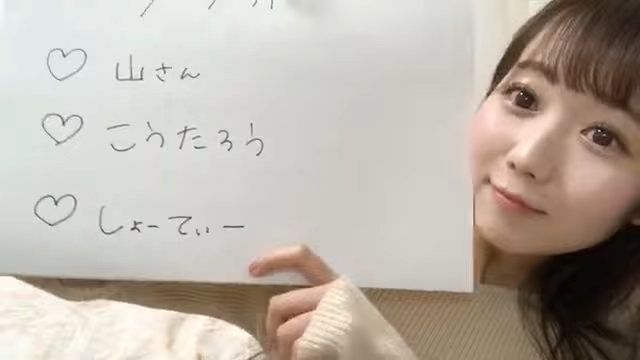 ♡ 山さん
♡ こうたろう
♡ しょーてぃー